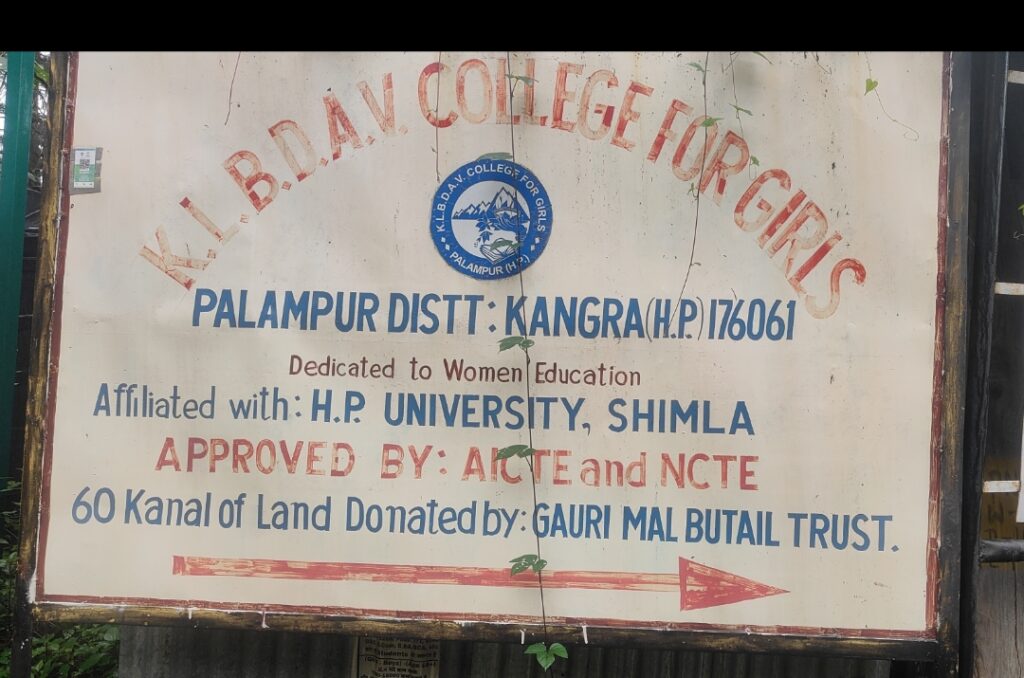 K.L.B.D.A.V. COLLEGE FOR GIRLS
K.L.B.D.A.V. COLLEGE FOR GIRLS
PALAMPUR (H.P.)
PALAMPUR DISTT: KANGRA (H.P.) 176061
Dedicated to Women Education
Affiliated with: H.P. UNIVERSITY, SHIMLA
APPROVED BY: AICTE and NCTE
60 Kanal of Land Donated by: GAURI MAL BUTAIL TRUST.